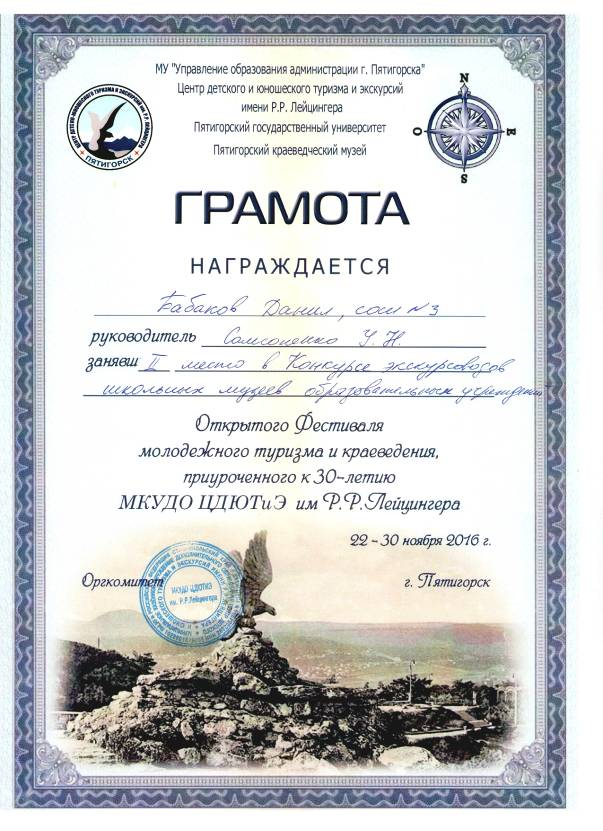 МУ "Управление образования администрации г. Пятигорска"
Центр детского и юношеского туризма и экскурсий
имени Р.Р. Лейцингера
Пятигорский государственный университет
Пятигорский краеведческий музей
ПЯТИГОРСК
N
O
E
S
ГРАМОТА
НАГРАЖДАЕТСЯ
Бабаков Данил, сош №3
руководитель Самсоненко У.Н.
занявш II место в Конкурсе экскурсоводов
школьных музеев образовательных учреждений
Открытого Фестиваля
молодежного туризма и краеведения,
приуроченного к 30-летию
МКУДО ЦДЮТиЭ им Р.Р.Лейцингера
22 - 30 ноября 2016 г.
Оргкомитет г. Пятигорск
МКУДО ЦДЮТИЭ
им. Р.Р.Лейцингера